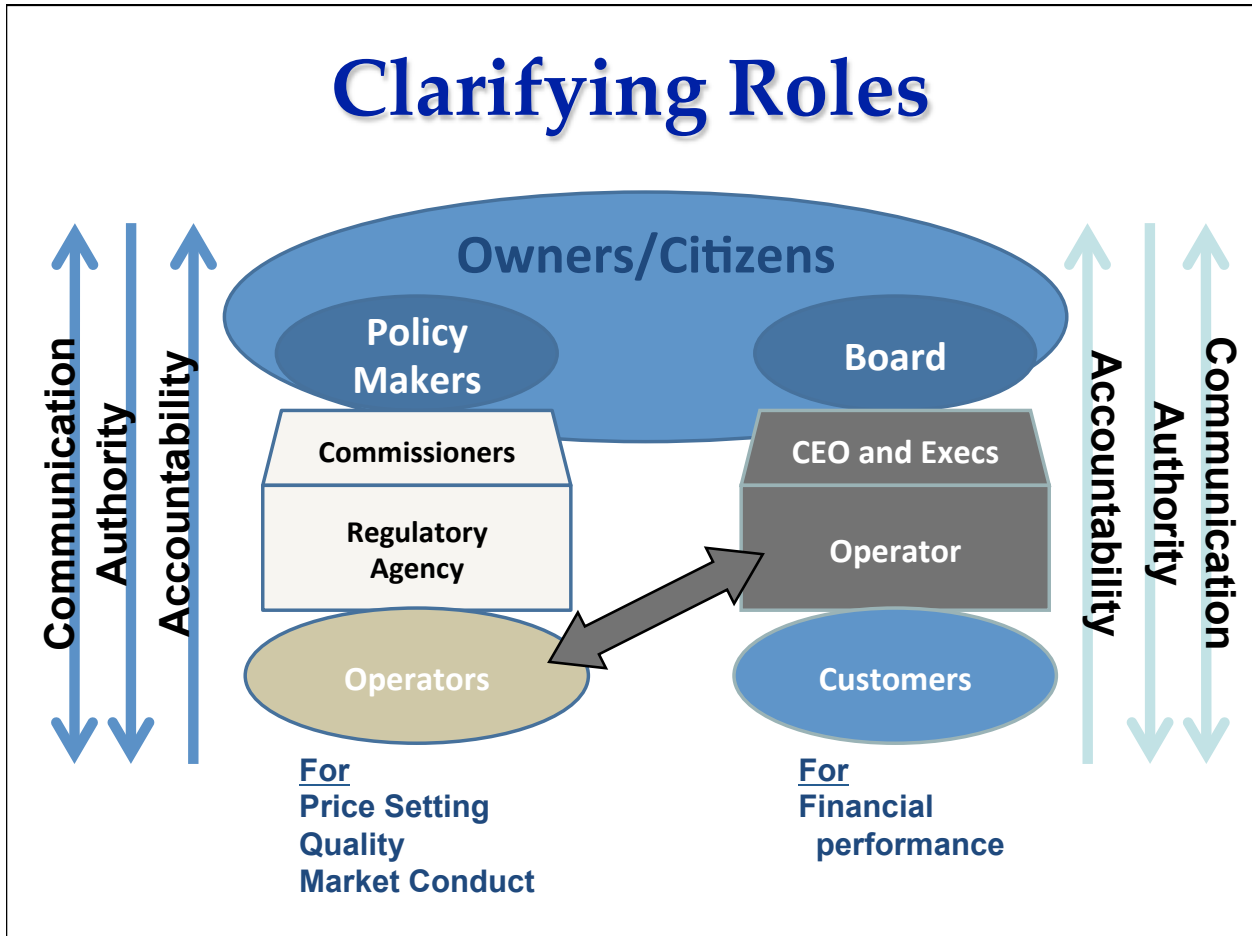 Clarifying Roles
Owners/Citizens
Policy
Makers
Board
Commissioners
CEO and Execs
Regulatory
Agency
Operator
Operators
Customers
Communication
Authority
Accountability
Accountability
Authority
Communication
For
Price Setting
Quality
Market Conduct
For
Financial
performance